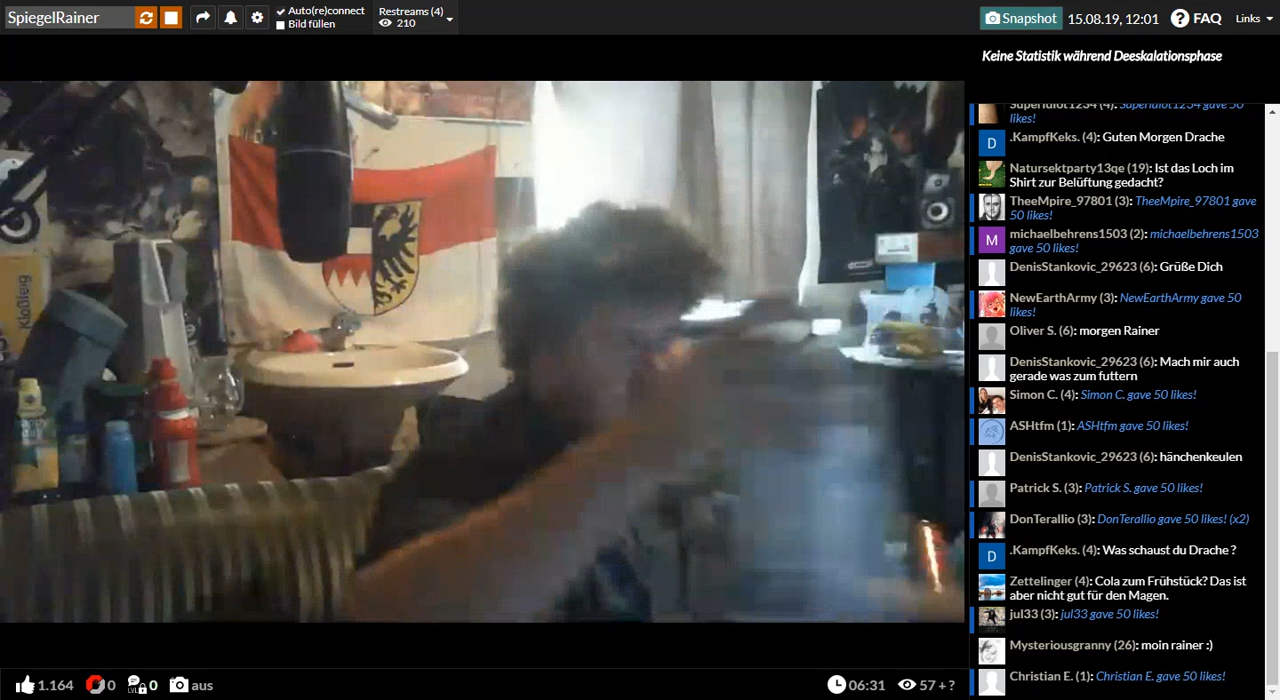 SpiegelRainer
Auto(re)connect
Bild füllen
Restreams (4)
210
Snapshot
15.08.19, 12:01
FAQ
Links
Keine Statistik während Deeskalationsphase
Superidiot1234 (4): Superidiot1234 gave 50
likes!
.KampfKeks. (4): Guten Morgen Drache
Natursektparty13qe (19): Ist das Loch im
Shirt zur Belüftung gedacht?
TheeMpire_97801 (3): TheeMpire_97801 gave
50 likes!
michaelbehrens1503 (2): michaelbehrens1503
gave 50 likes!
DenisStankovic_29623 (6): Grüße Dich
NewEarthArmy (3): NewEarthArmy gave 50
likes!
Oliver S. (6): morgen Rainer
DenisStankovic_29623 (6): Mach mir auch
gerade was zum futtern
Simon C. (4): Simon C. gave 50 likes!
ASHtfm (1): ASHtfm gave 50 likes!
DenisStankovic_29623 (6): hänchenkeulen
Patrick S. (3): Patrick S. gave 50 likes!
DonTerallio (3): DonTerallio gave 50 likes! (x2)
.KampfKeks. (4): Was schaust du Drache ?
Zettelinger (4): Cola zum Frühstück? Das ist
aber nicht gut für den Magen.
jul33 (3): jul33 gave 50 likes!
Mysteriousgranny (26): moin rainer :)
Christian E. (1): Christian E. gave 50 likes!
D
M
D
1.164
0
LVL
0
aus
06:31
57 + ?